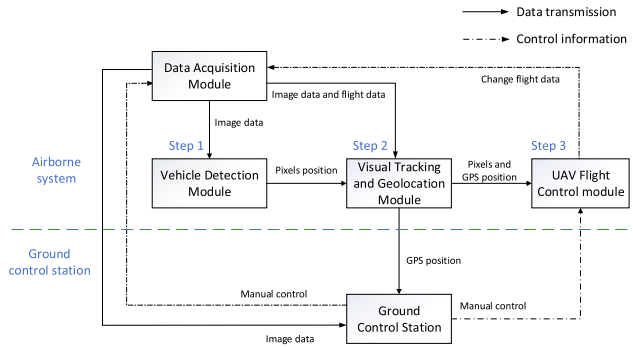 Data transmission
Control information
Data Acquisition
Module
Change flight data
Image data and flight data
Image data
Step 1
Step 2
Step 3
Airborne
system
Vehicle Detection
Module
Pixels position
Visual Tracking
and Geolocation
Module
Pixels and
GPS position
UAV Flight
Control module
Ground
control station
GPS position
Manual control
Ground
Control Station
Manual control
Image data